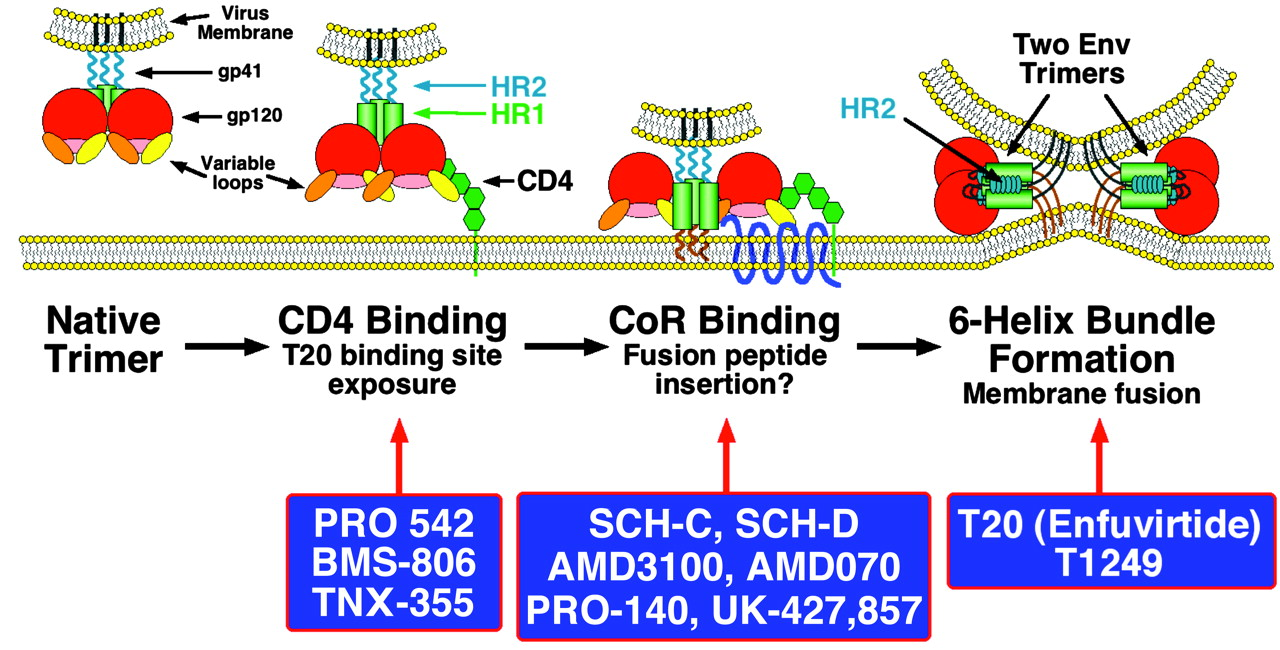 Virus
Membrane
gp41
gp120
Variable
loops
HR2
HR1
CD4
Two Env
Trimers
HR2
Native
Trimer
CD4 Binding
T20 binding site
exposure
CoR Binding
Fusion peptide
insertion?
6-Helix Bundle
Formation
Membrane fusion
PRO 542
BMS-806
TNX-355
SCH-C, SCH-D
AMD3100, AMD070
PRO-140, UK-427,857
T20 (Enfuvirtide)
T1249